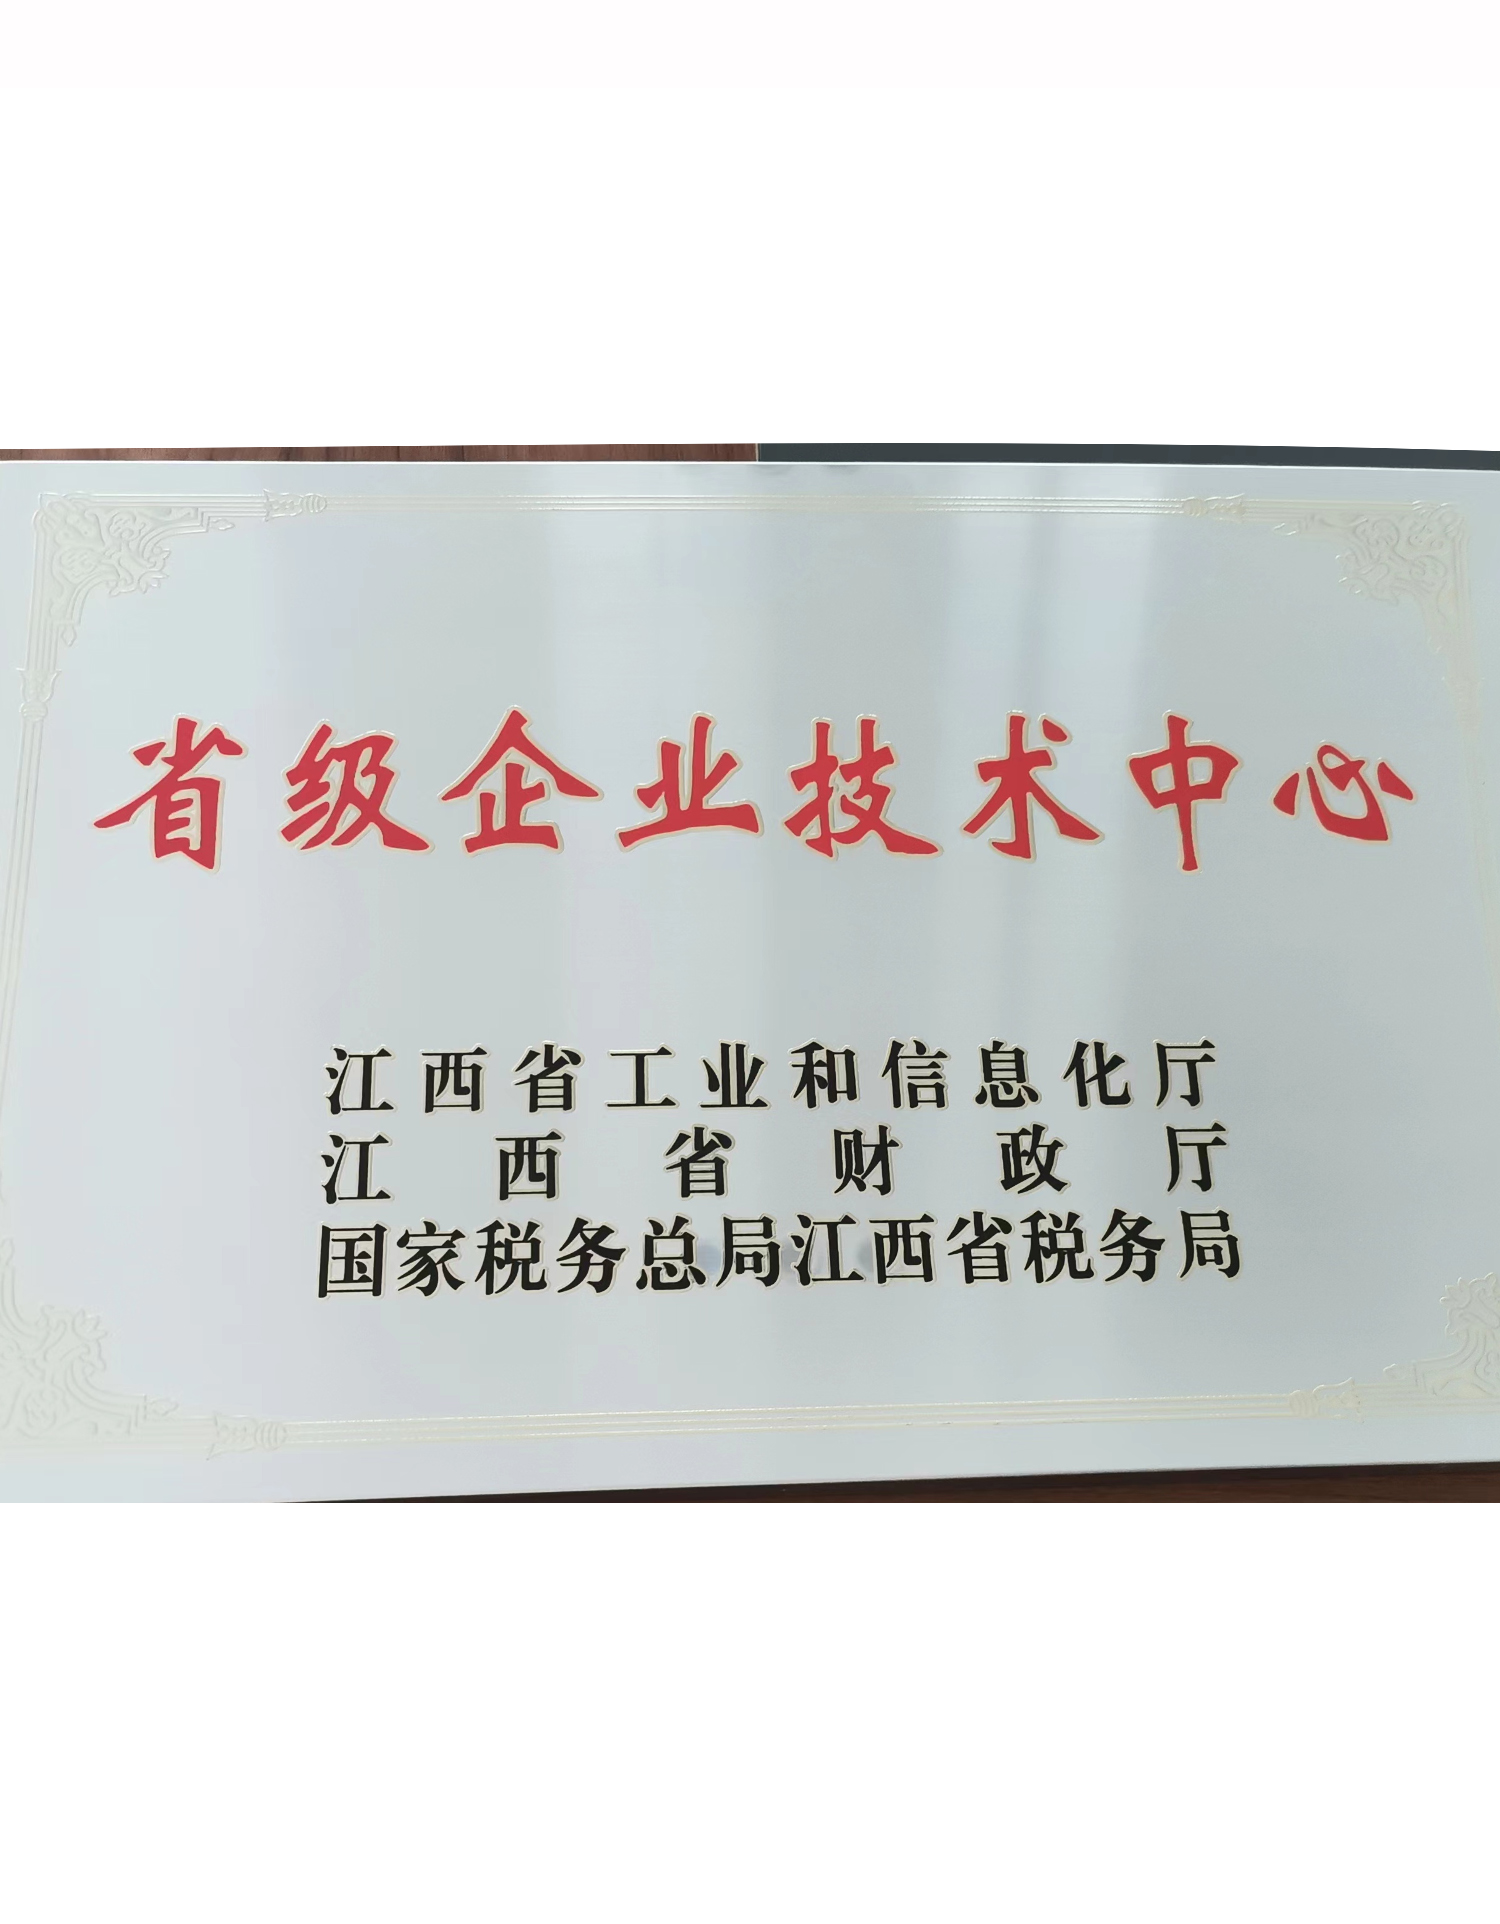 省级企业技术中心
江西省工业和信息化厅
江西省财政厅
国家税务总局江西省税务局